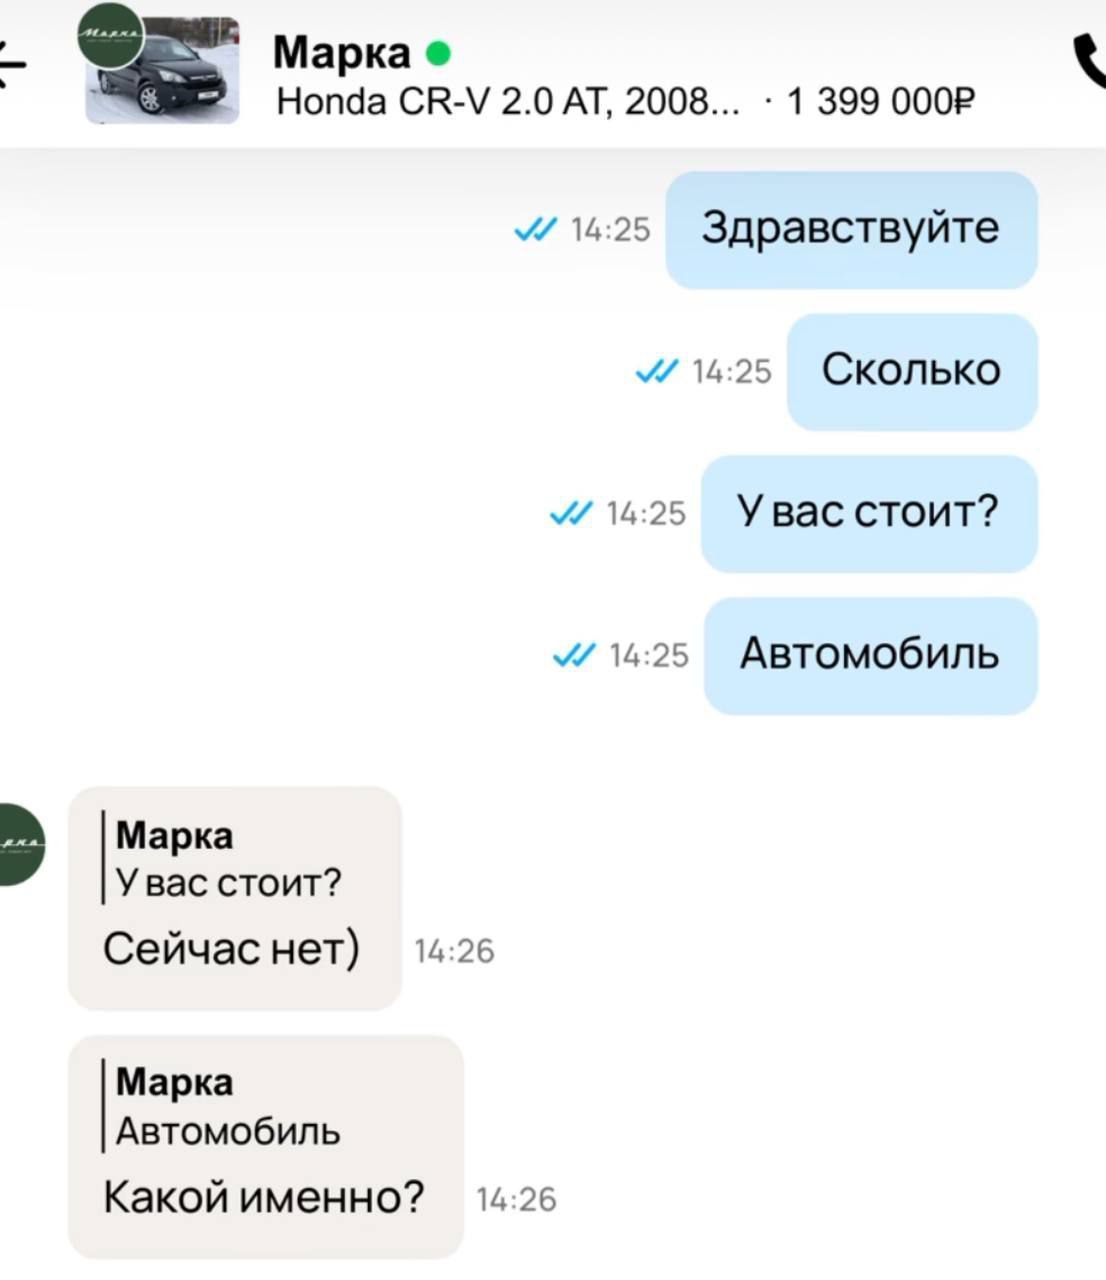 Марка
Марка
Honda CR-V 2.0 AT, 2008... · 1 399 000₽
14:25 Здравствуйте
14:25 Сколько
14:25 У вас стоит?
14:25 Автомобиль
Марка
У вас стоит?
Сейчас нет) 14:26
Марка
Автомобиль
Какой именно? 14:26